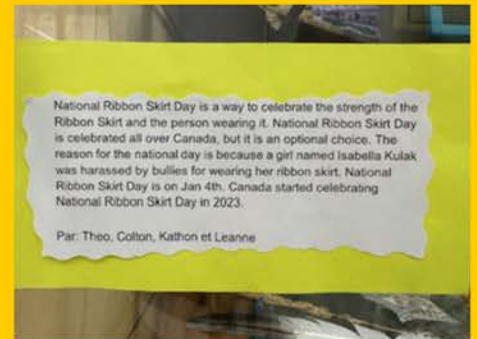 National Ribbon Skirt Day is a way to celebrate the strength of the
Ribbon Skirt and the person wearing it. National Ribbon Skirt Day
is celebrated all over Canada, but it is an optional choice. The
reason for the national day is because a girl named Isabella Kulak
was harassed by bullies for wearing her ribbon skirt. National
Ribbon Skirt Day is on Jan 4th. Canada started celebrating
National Ribbon Skirt Day in 2023.
Par: Theo, Colton, Kathon et Leanne